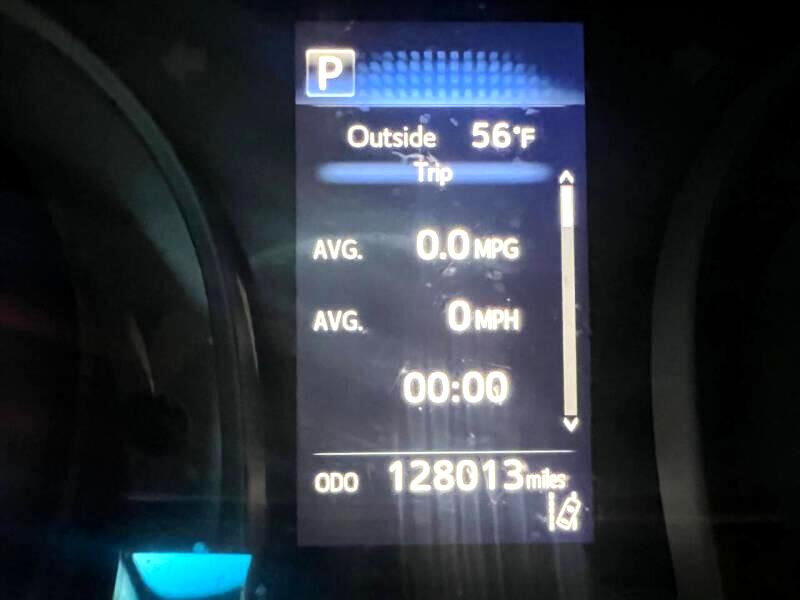 P
Outside 56°F
Trip
AVG. 0.0 MPG
AVG. 0 MPH
00:00
ODO 128013 miles